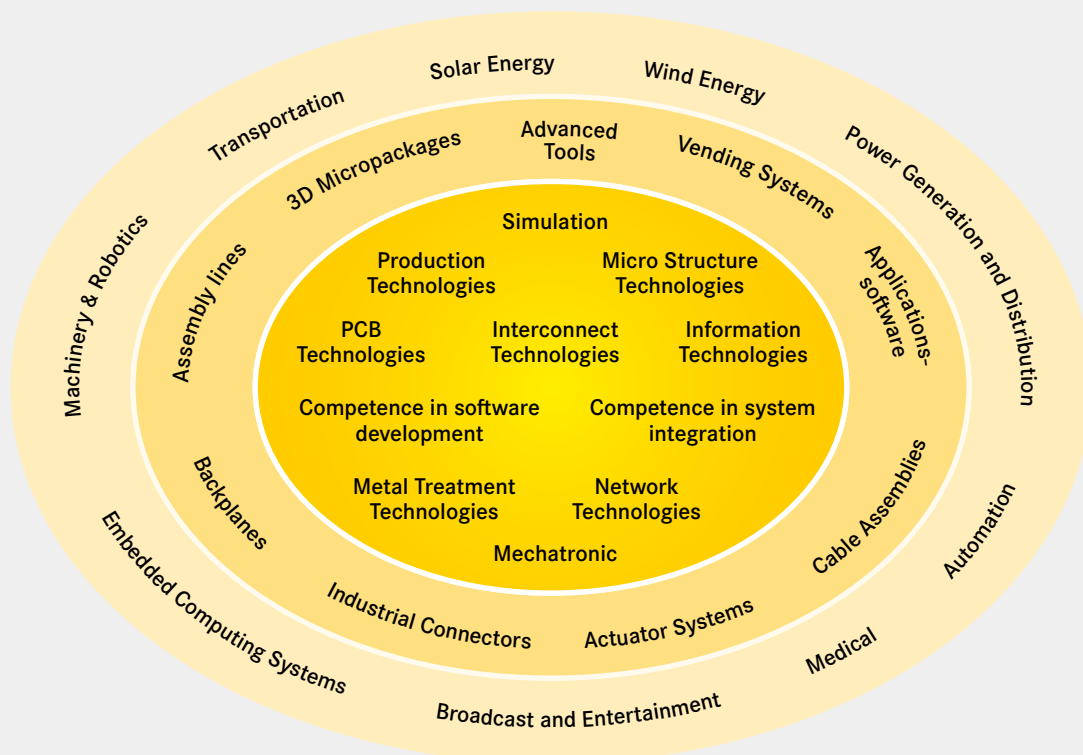 Solar Energy
Wind Energy
Transportation
Power Generation and Distribution
Machinery & Robotics
Automation
Embedded Computing Systems
Medical
Broadcast and Entertainment
3D Micropackages
Advanced
Tools
Vending Systems
Assembly lines
Applications-
software
Backplanes
Cable Assemblies
Industrial Connectors
Actuator Systems
Simulation
Production
Technologies
Micro Structure
Technologies
PCB
Technologies
Interconnect
Technologies
Information
Technologies
Competence in software
development
Competence in system
integration
Metal Treatment
Technologies
Network
Technologies
Mechatronic